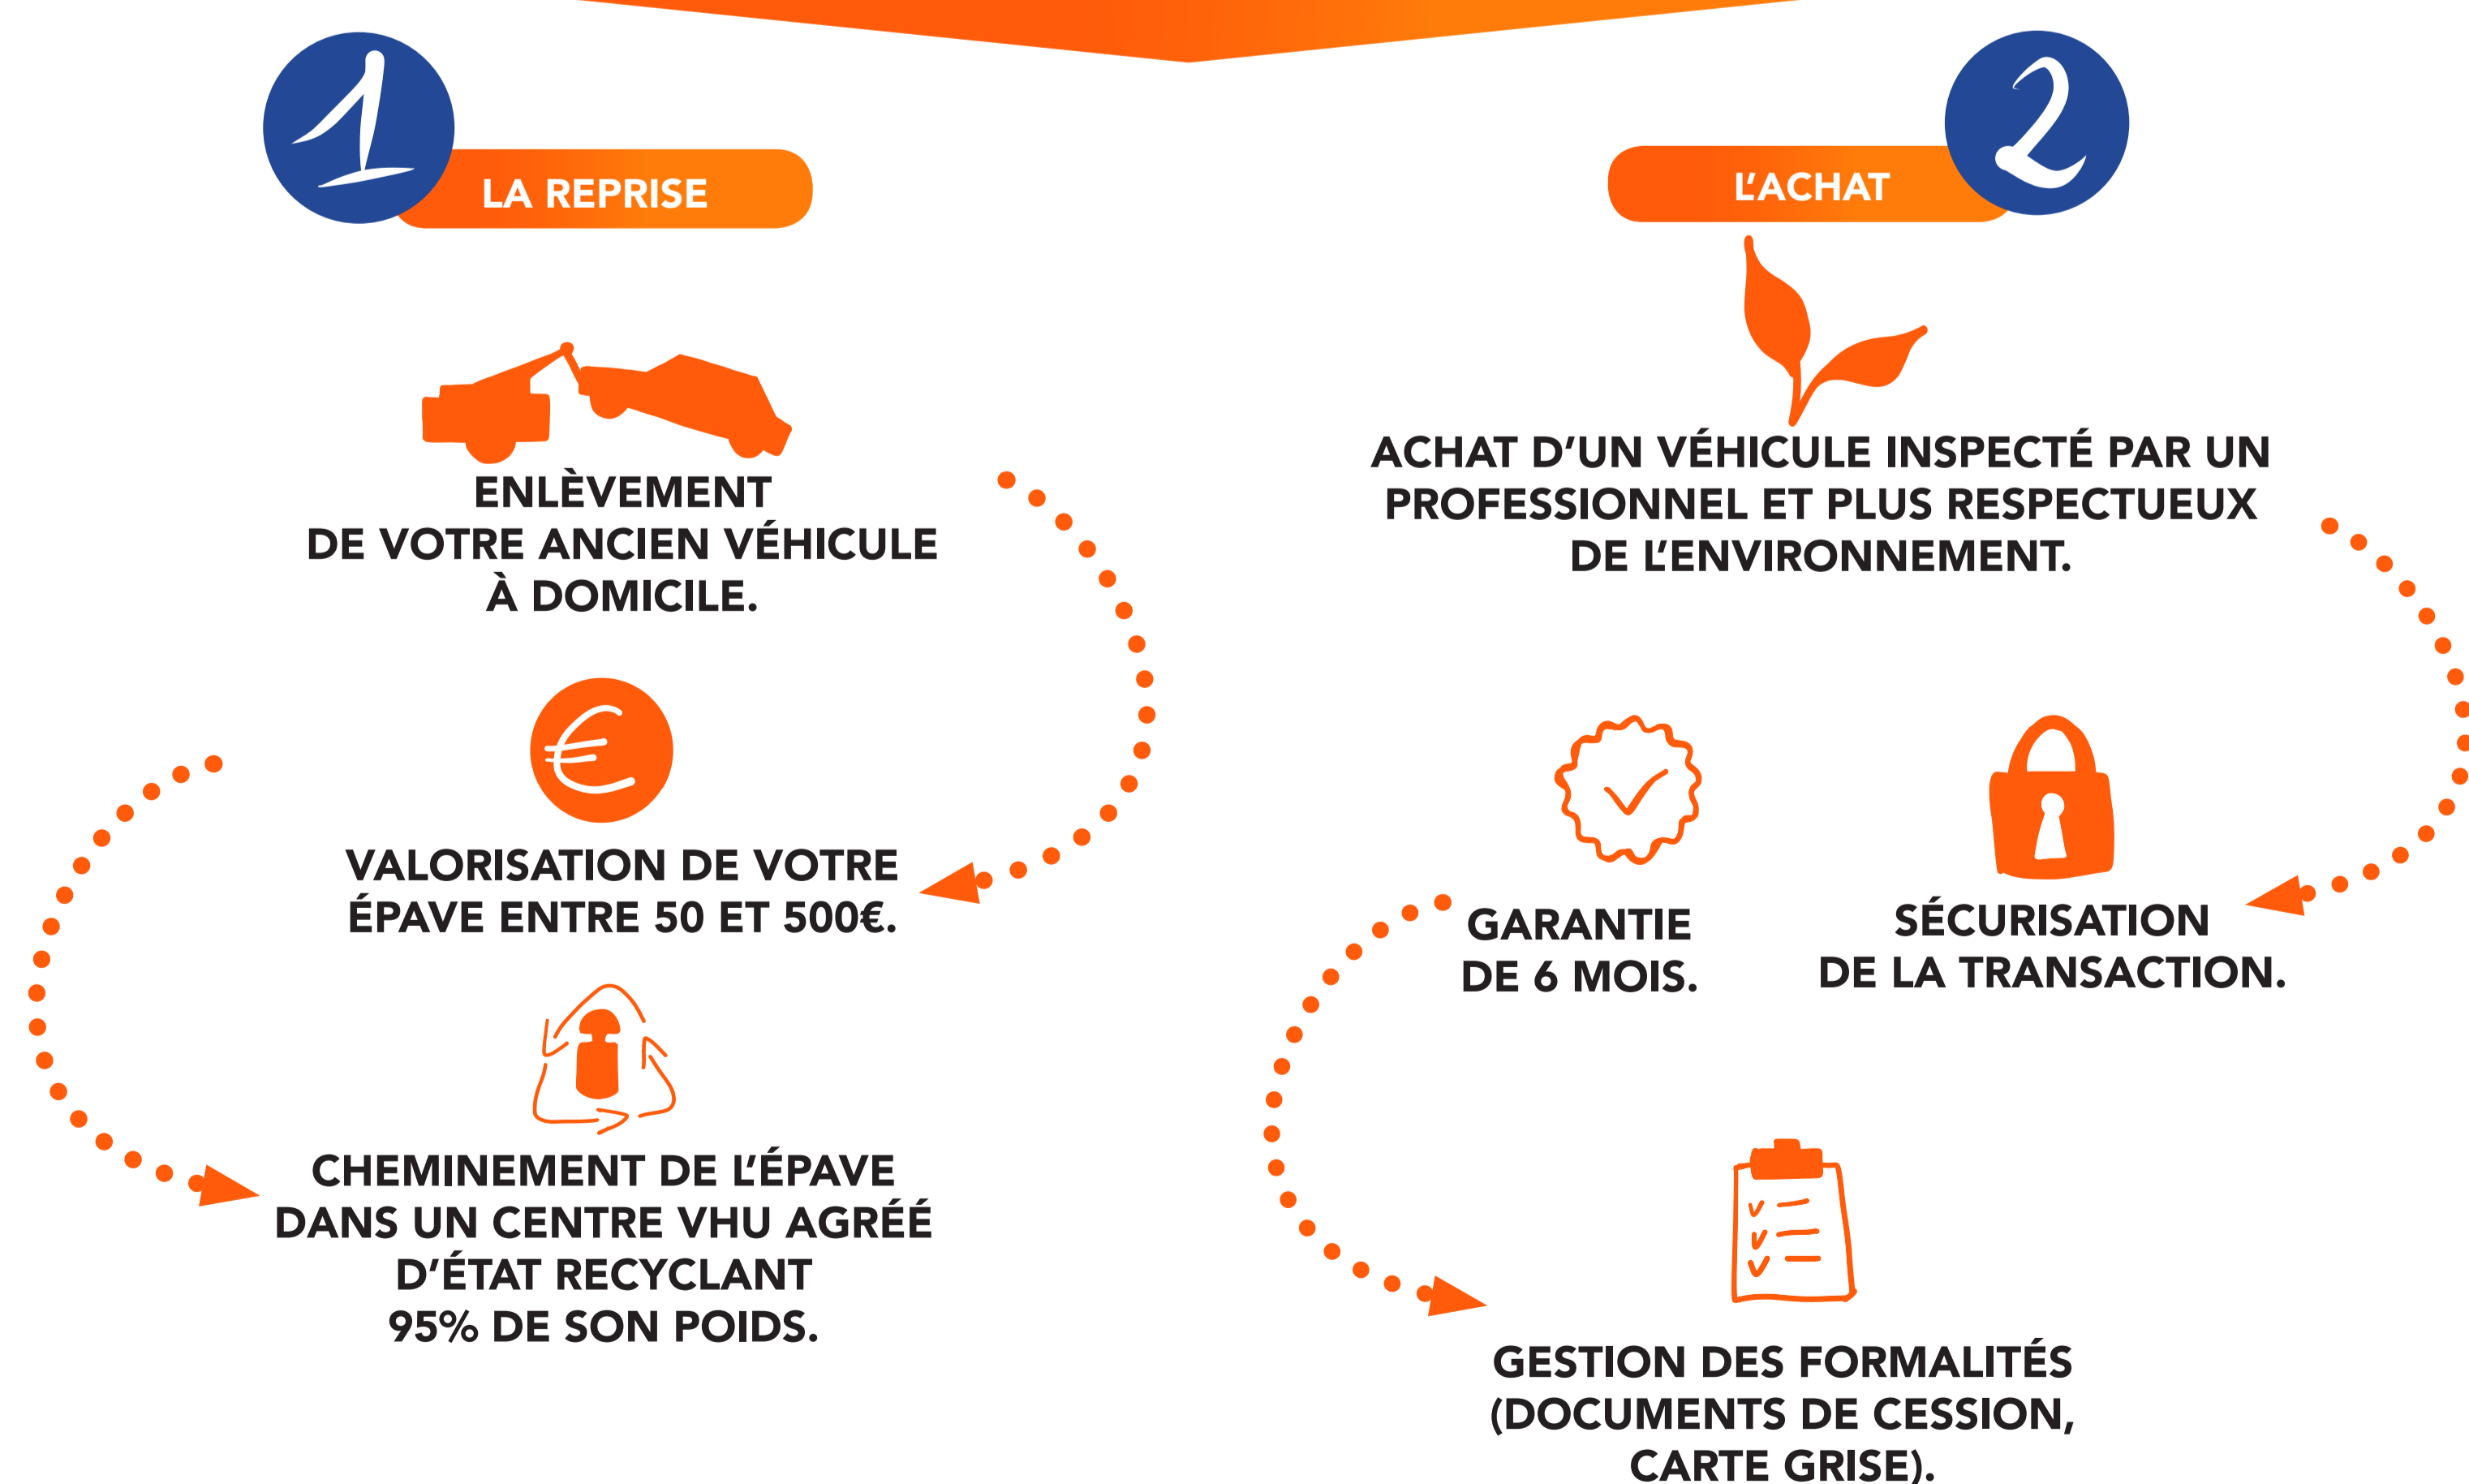 1
LA REPRISE
ENLÈVEMENT
DE VOTRE ANCIEN VÉHICULE
À DOMICILE.
€
VALORISATION DE VOTRE
ÉPAVE ENTRE 50 ET 500€.
CHEMINEMENT DE L'ÉPAVE
DANS UN CENTRE VHU AGRÉÉ
D'ÉTAT RECYCLANT
95% DE SON POIDS.
2
L'ACHAT
ACHAT D'UN VÉHICULE INSPECTÉ PAR UN
PROFESSIONNEL ET PLUS RESPECTUEUX
DE L'ENVIRONNEMENT.
SÉCURISATION
DE LA TRANSACTION.
GARANTIE
DE 6 MOIS.
GESTION DES FORMALITÉS
(DOCUMENTS DE CESSION,
CARTE GRISE).